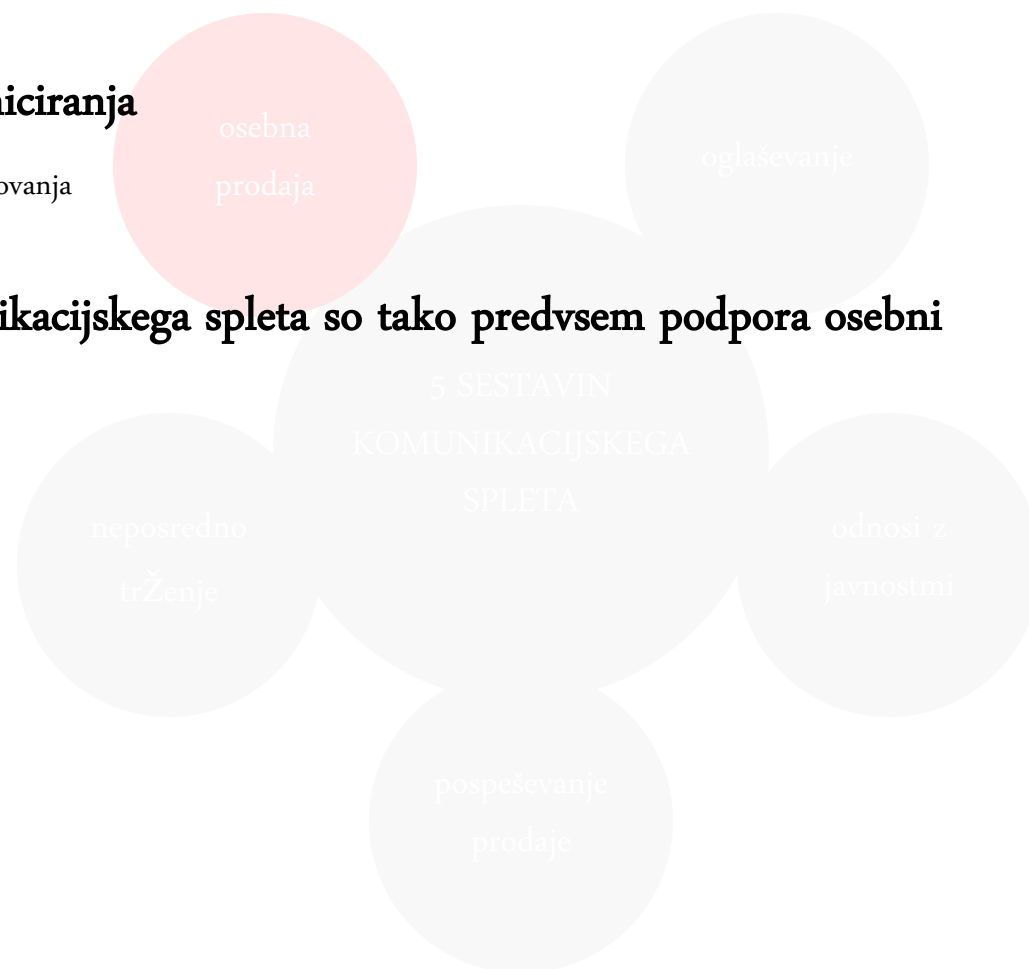 iciranja
ovanja
ikacijskega spleta so tako predvsem podpora osebni
osebna
prodaja
oglaševanje
5 SESTAVIN
KOMUNIKACIJSKEGA
SPLETA
neposredno
trŽenje
odnosi z
javnostmi
pospeševanje
prodaje